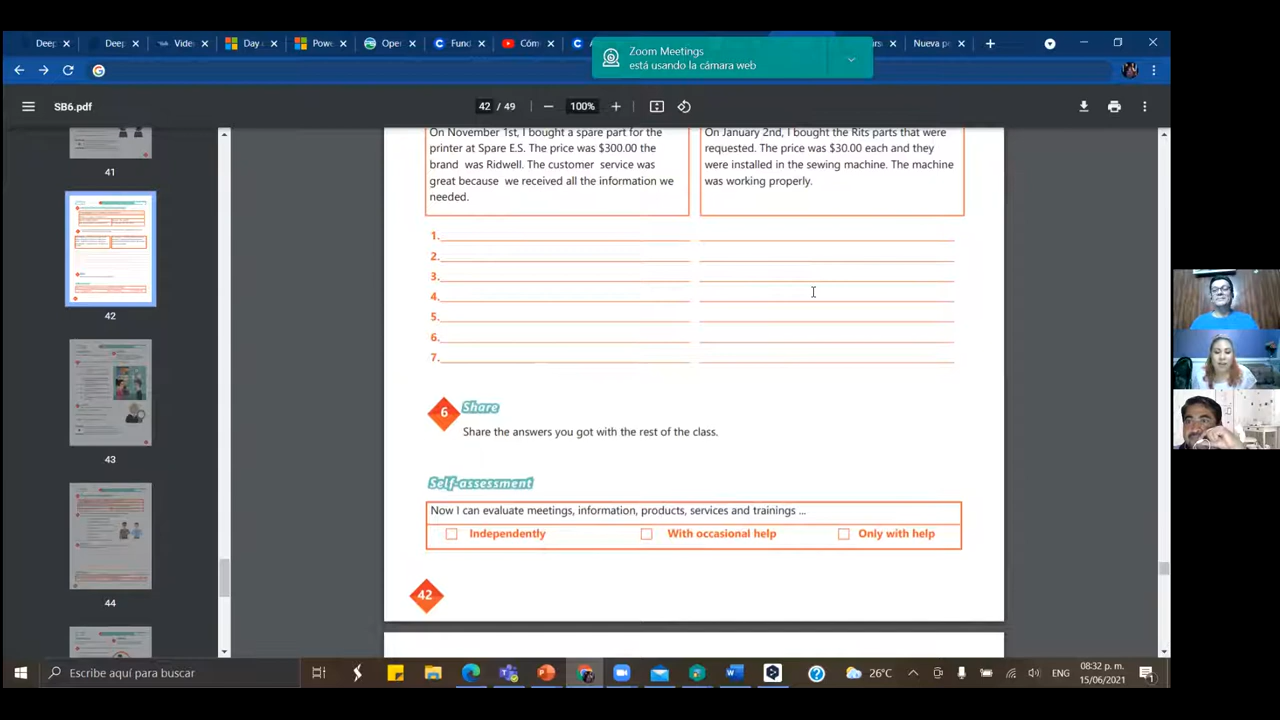 Deep
Deep
Vide
Day
Powe
Oper
Fund
Cóm
Nueva pe
Zoom Meetings
está usando la cámara web
SB6.pdf
42 / 49
100%
41
42
43
44
On November 1st, I bought a spare part for the
printer at Spare E.S. The price was $300.00 the
brand was Ridwell. The customer service was
great because we received all the information we
needed.
On January 2nd, I bought the Rits parts that were
requested. The price was $30.00 each and they
were installed in the sewing machine. The machine
was working properly.
1.
2.
3.
4.
5.
6.
7.
6 Share
Share the answers you got with the rest of the class.
Self-assessment
Now I can evaluate meetings, information, products, services and trainings ...
Independently
With occasional help
Only with help
42
Escribe aquí para buscar
26°C
ENG
08:32 p. m.
15/06/2021